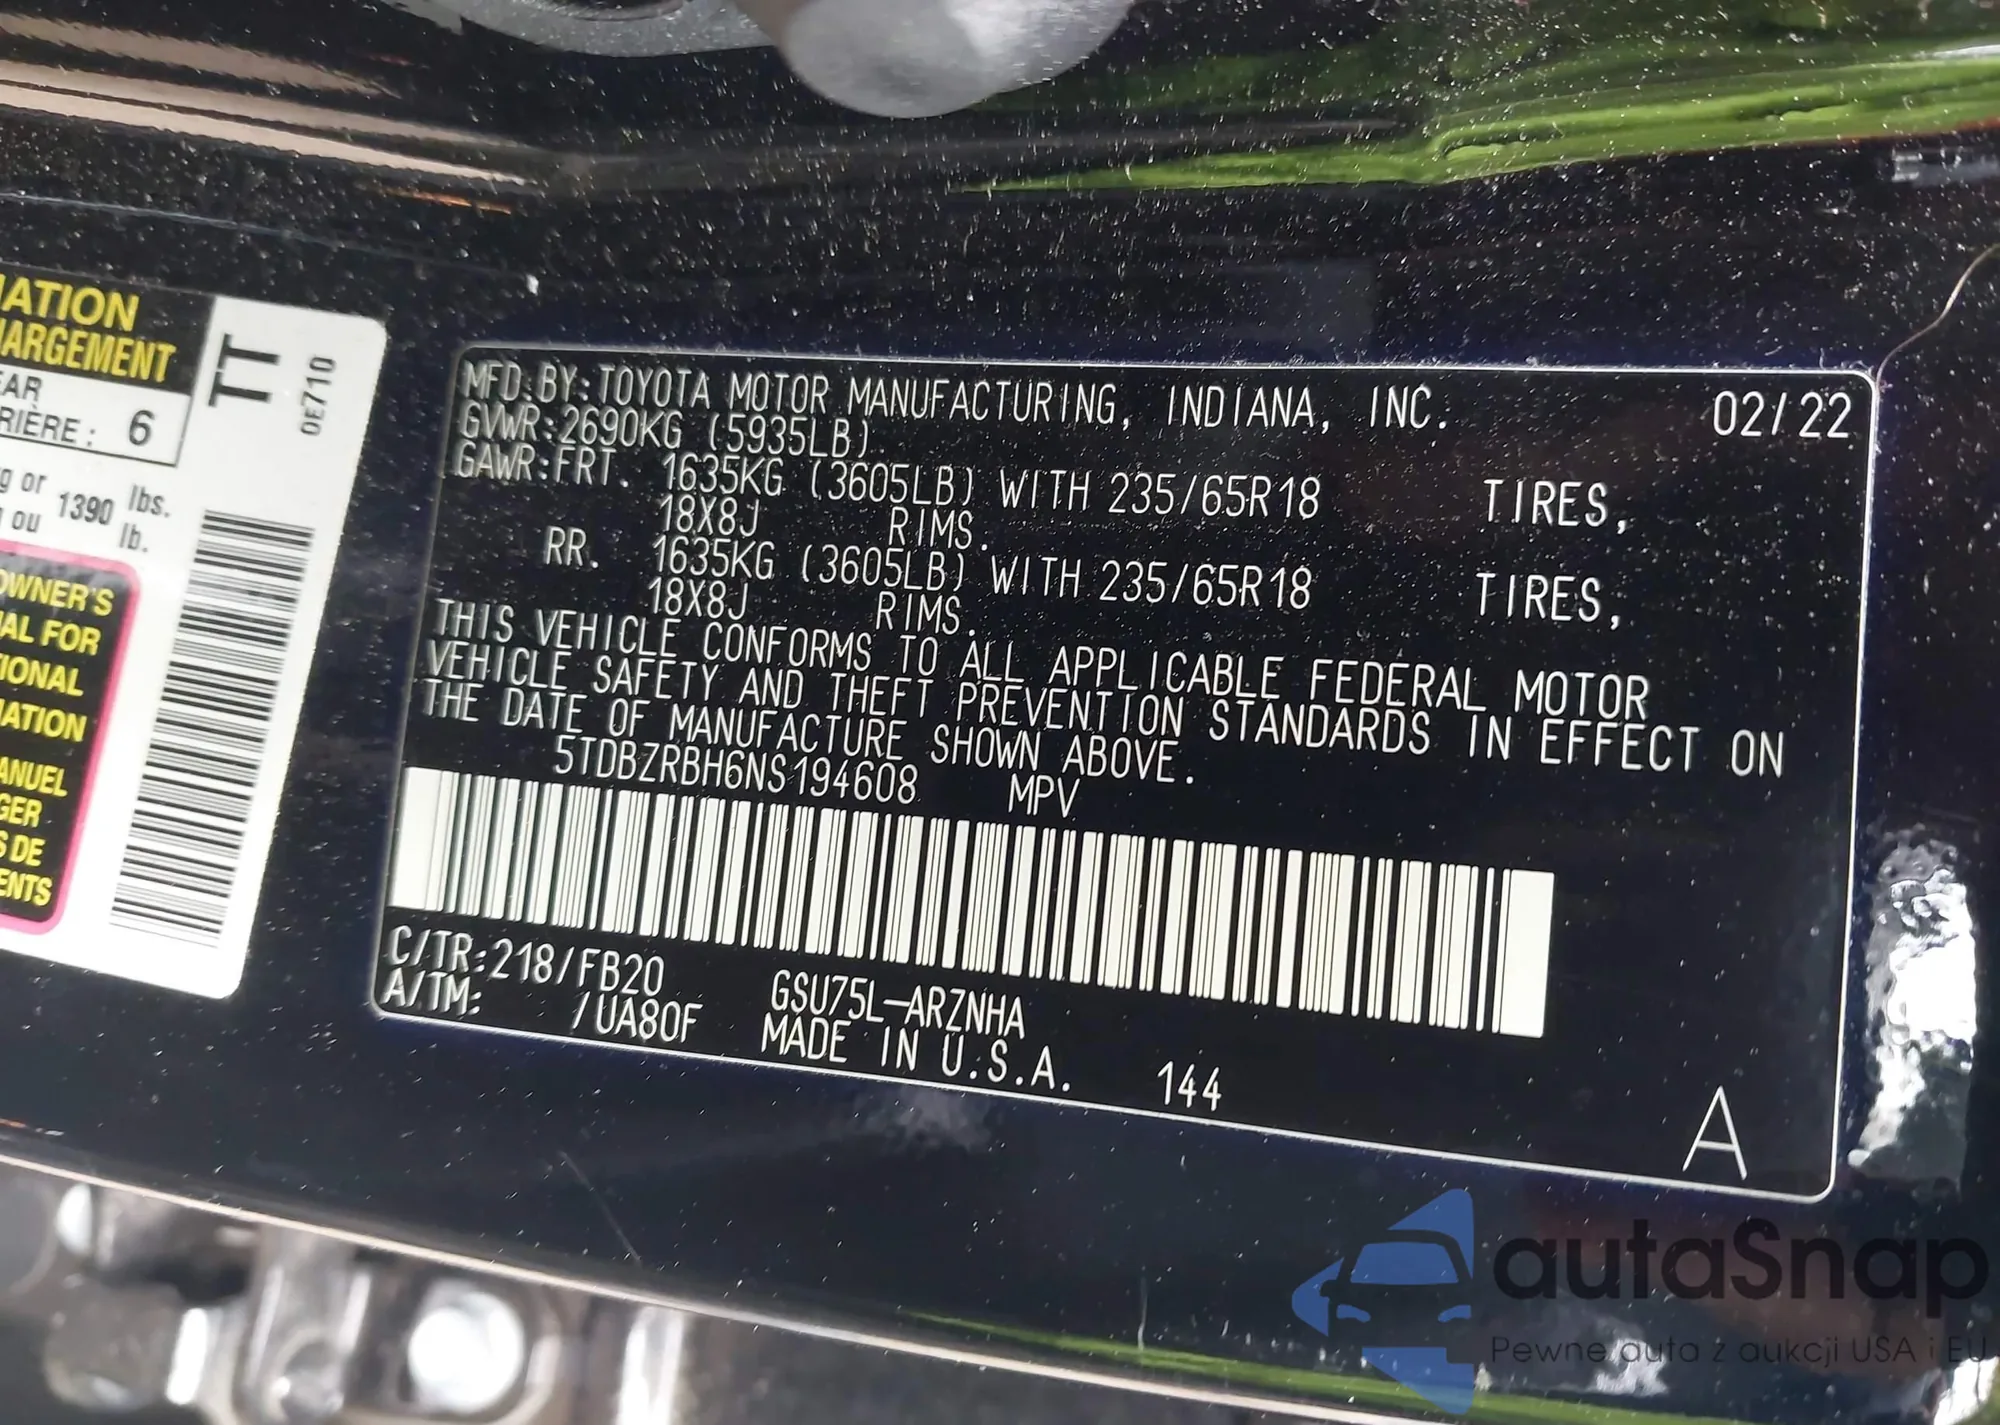 MATION
HARGEMENT
EAR
RIÈRE : 6
g or 1390 lbs.
ou lb.
OWNER'S
AL FOR
TIONAL
MATION
ANUEL
GER
S DE
ENTS
TT
0E710
MFD.BY:TOYOTA MOTOR MANUFACTURING, INDIANA, INC. 02/22
GVWR:2690KG (5935LB)
GAWR:FRT. 1635KG (3605LB) WITH 235/65R18 TIRES,
18X8J RIMS.
RR. 1635KG (3605LB) WITH 235/65R18 TIRES,
18X8J RIMS.
THIS VEHICLE CONFORMS TO ALL APPLICABLE FEDERAL MOTOR
VEHICLE SAFETY AND THEFT PREVENTION STANDARDS IN EFFECT ON
THE DATE OF MANUFACTURE SHOWN ABOVE.
5TDBZRBH6NS194608 MPV
C/TR:218/FB20 GSU75L-ARZNHA
A/TM: /UA80F MADE IN U.S.A. 144
A
autaSnap
Pewne auta z aukcji USA i EU